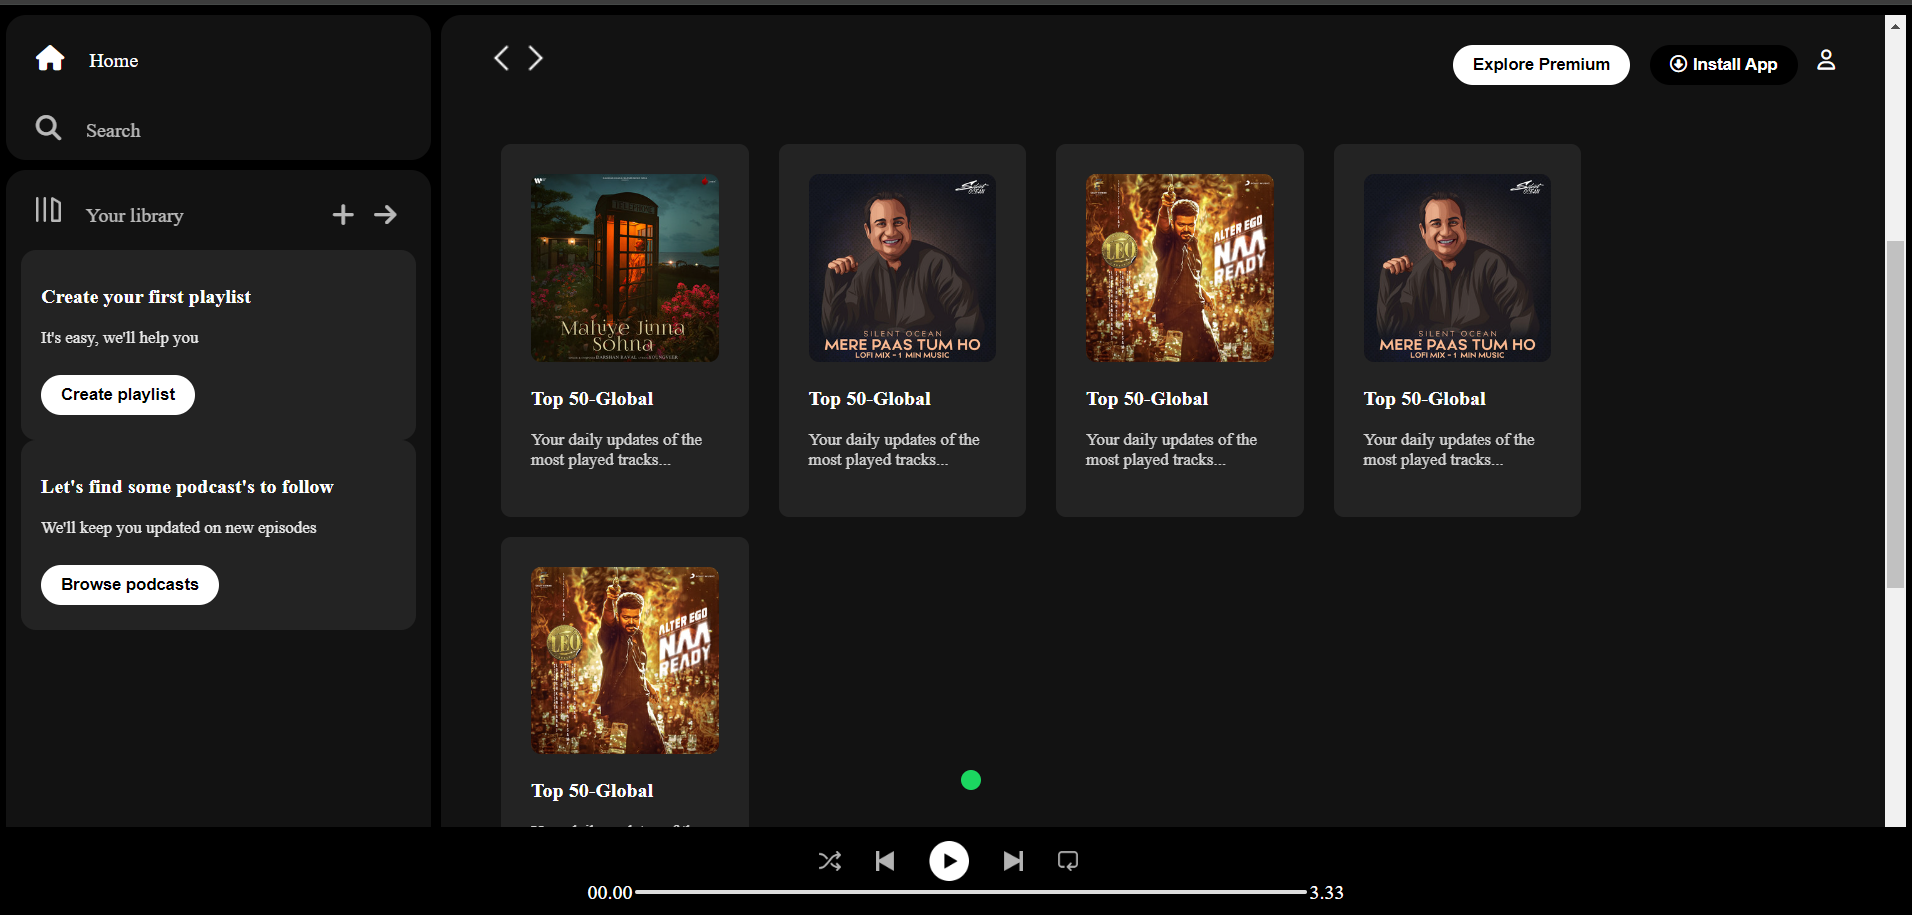 Home
Search
Your library
Create your first playlist
It's easy, we'll help you
Create playlist
Let's find some podcast's to follow
We'll keep you updated on new episodes
Browse podcasts
Explore Premium
Install App
Mahiye Jinna
Sohna
Top 50-Global
Your daily updates of the
most played tracks...
Silent
OCEAN
SILENT OCEAN
MERE PAAS TUM HO
LOFI MIX - 1 MIN MUSIC
Top 50-Global
Your daily updates of the
most played tracks...
LEO
ALTER EGO
NAA
READY
Top 50-Global
Your daily updates of the
most played tracks...
Silent
OCEAN
SILENT OCEAN
MERE PAAS TUM HO
LOFI MIX - 1 MIN MUSIC
Top 50-Global
Your daily updates of the
most played tracks...
LEO
ALTER EGO
NAA
READY
Top 50-Global
00.00
3.33